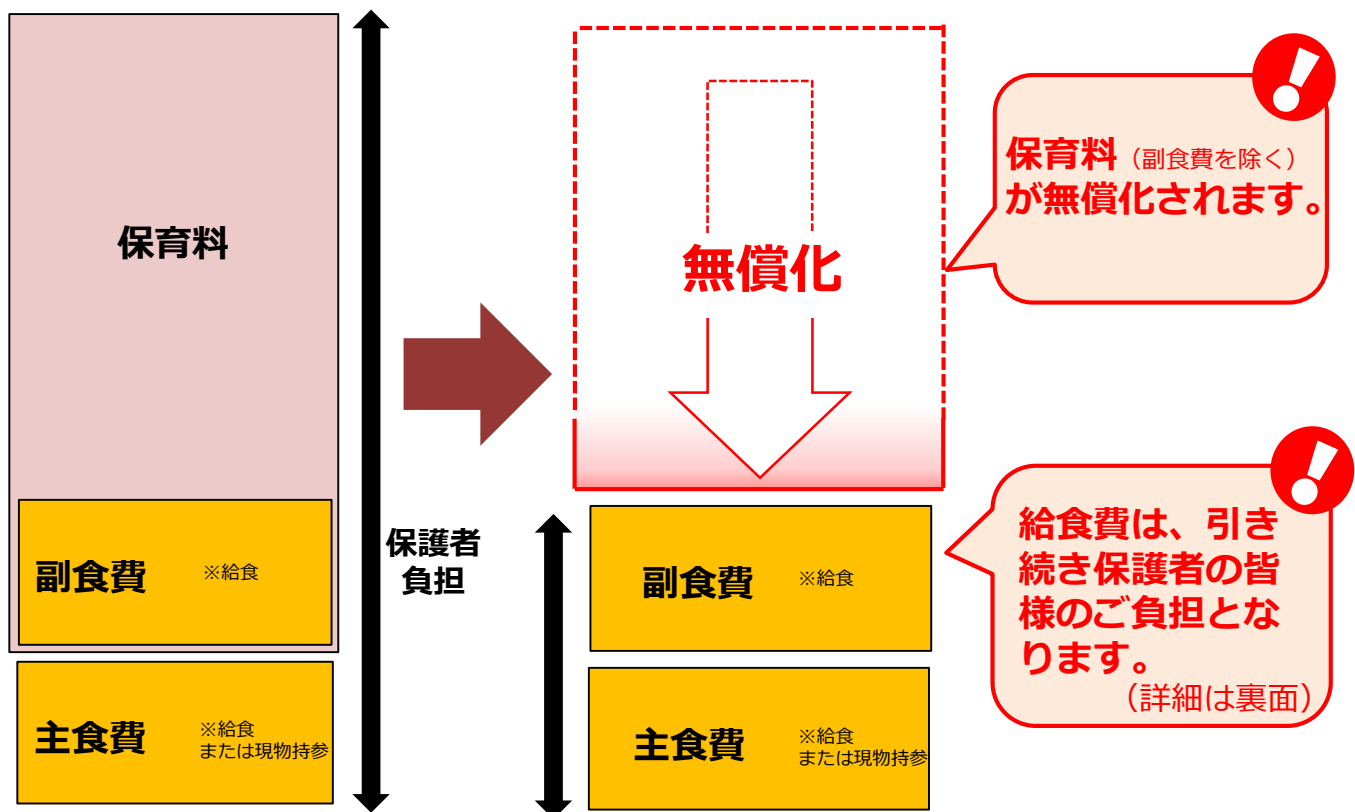 保育料
副食費 ※給食
主食費 ※給食
または現物持参
保護者
負担
無償化
副食費 ※給食
主食費 ※給食
または現物持参
保育料（副食費を除く）
が無償化されます。
給食費は、引き
続き保護者の皆
様のご負担とな
ります。
（詳細は裏面）